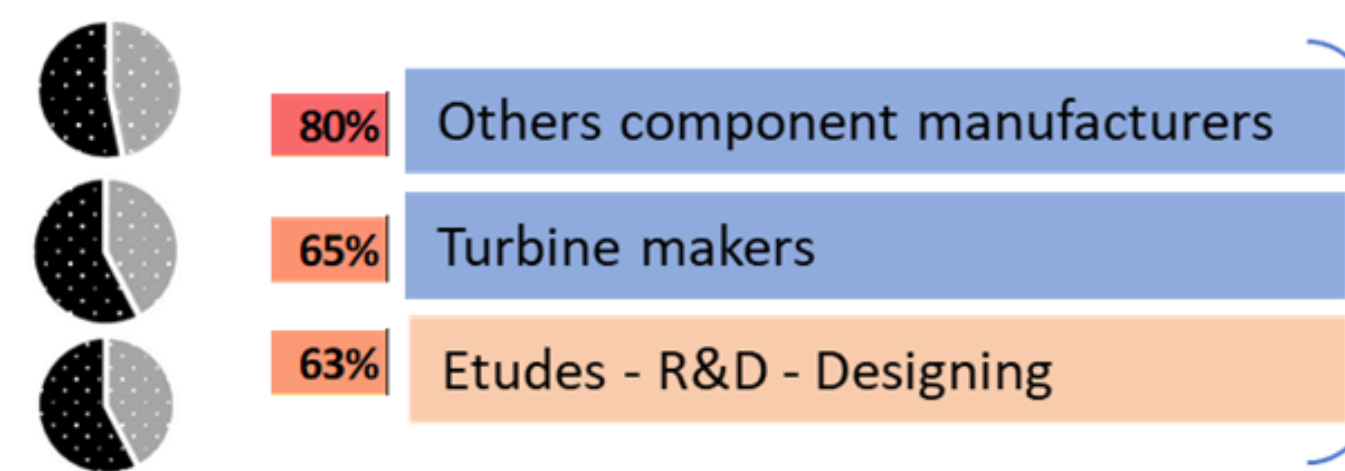 80% Others component manufacturers
65% Turbine makers
63% Etudes - R&D - Designing